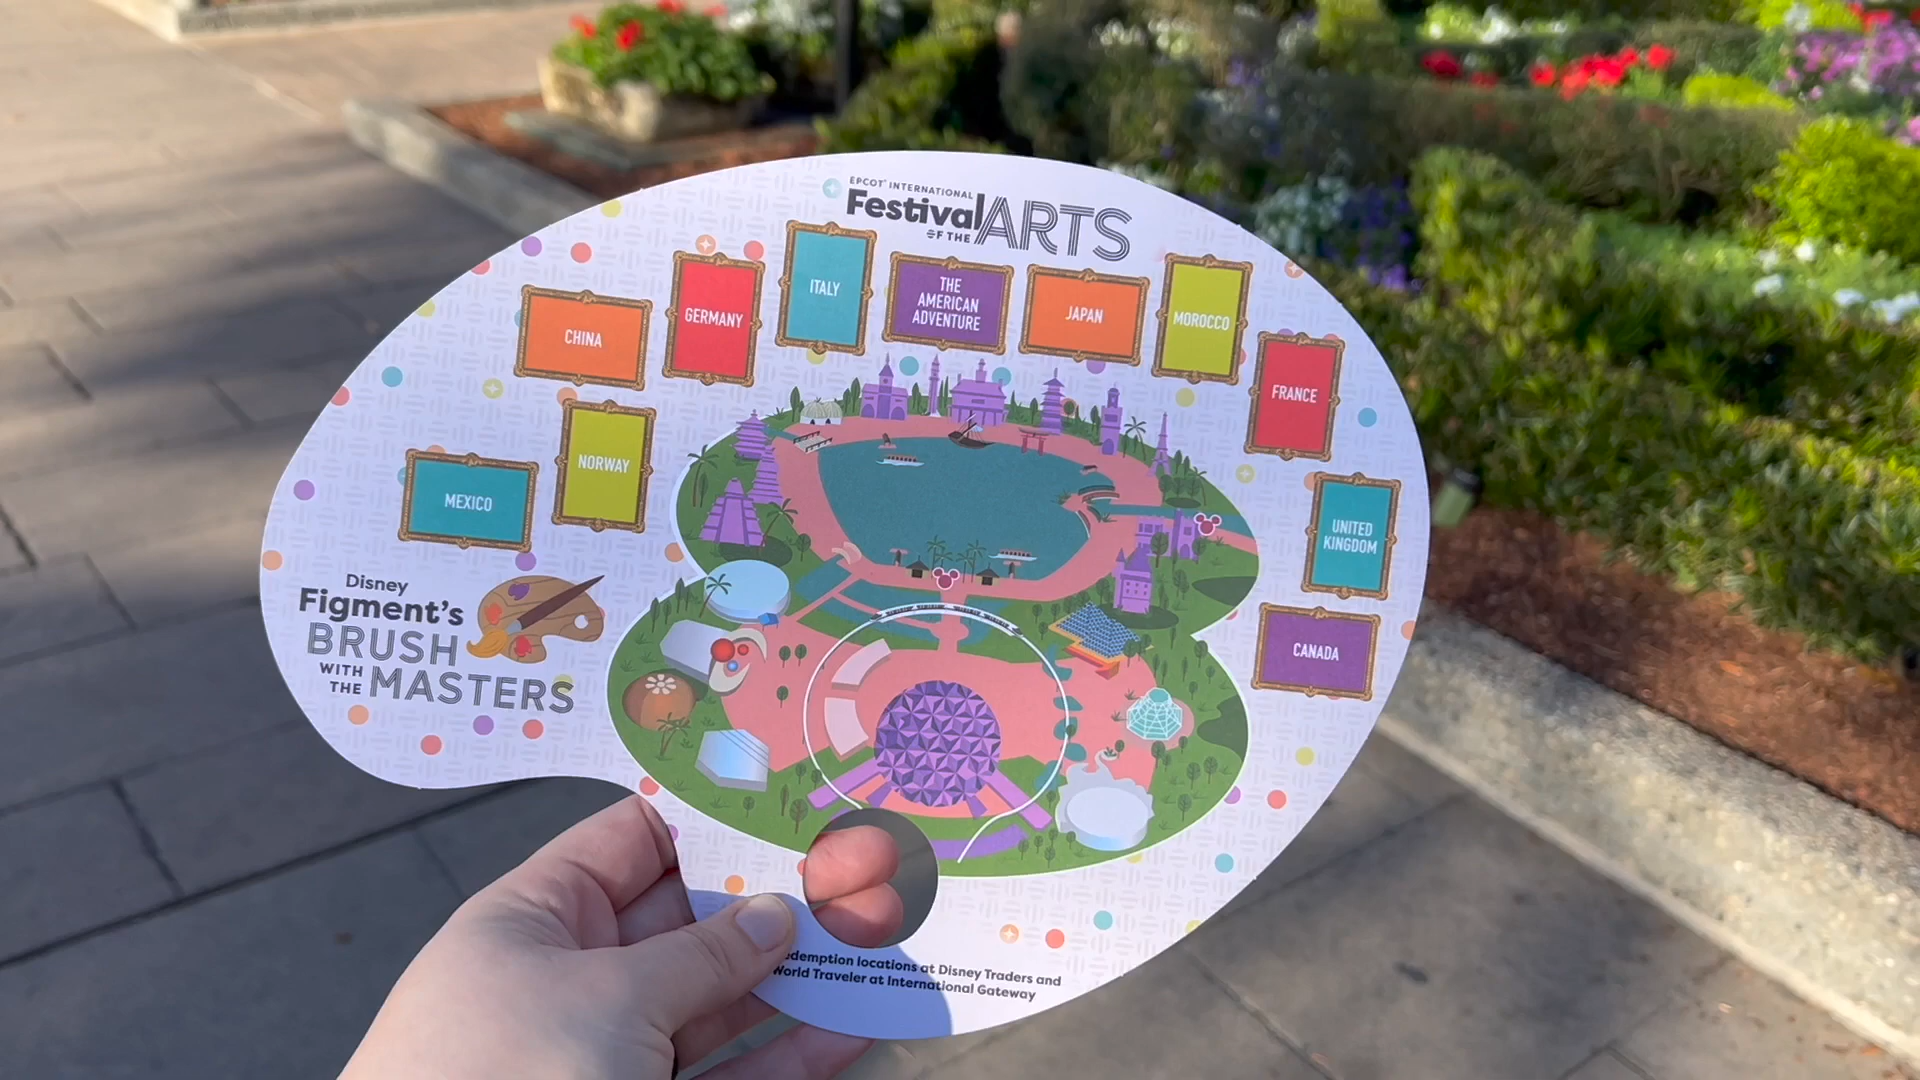 EPCOT® INTERNATIONAL
Festival
OF THE ARTS
CHINA
GERMANY
ITALY
THE
AMERICAN
ADVENTURE
JAPAN
MOROCCO
FRANCE
MEXICO
NORWAY
UNITED
KINGDOM
CANADA
Disney
Figment's
BRUSH
WITH
THE MASTERS
locations at Disney Traders and
World Traveler at International Gateway